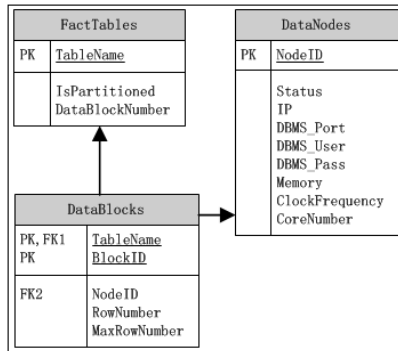 FactTables
PK TableName
IsPartitioned
DataBlockNumber
DataNodes
PK NodeID
Status
IP
DBMS_Port
DBMS_User
DBMS_Pass
Memory
ClockFrequency
CoreNumber
DataBlocks
PK,FK1 TableName
PK BlockID
FK2 NodeID
RowNumber
MaxRowNumber